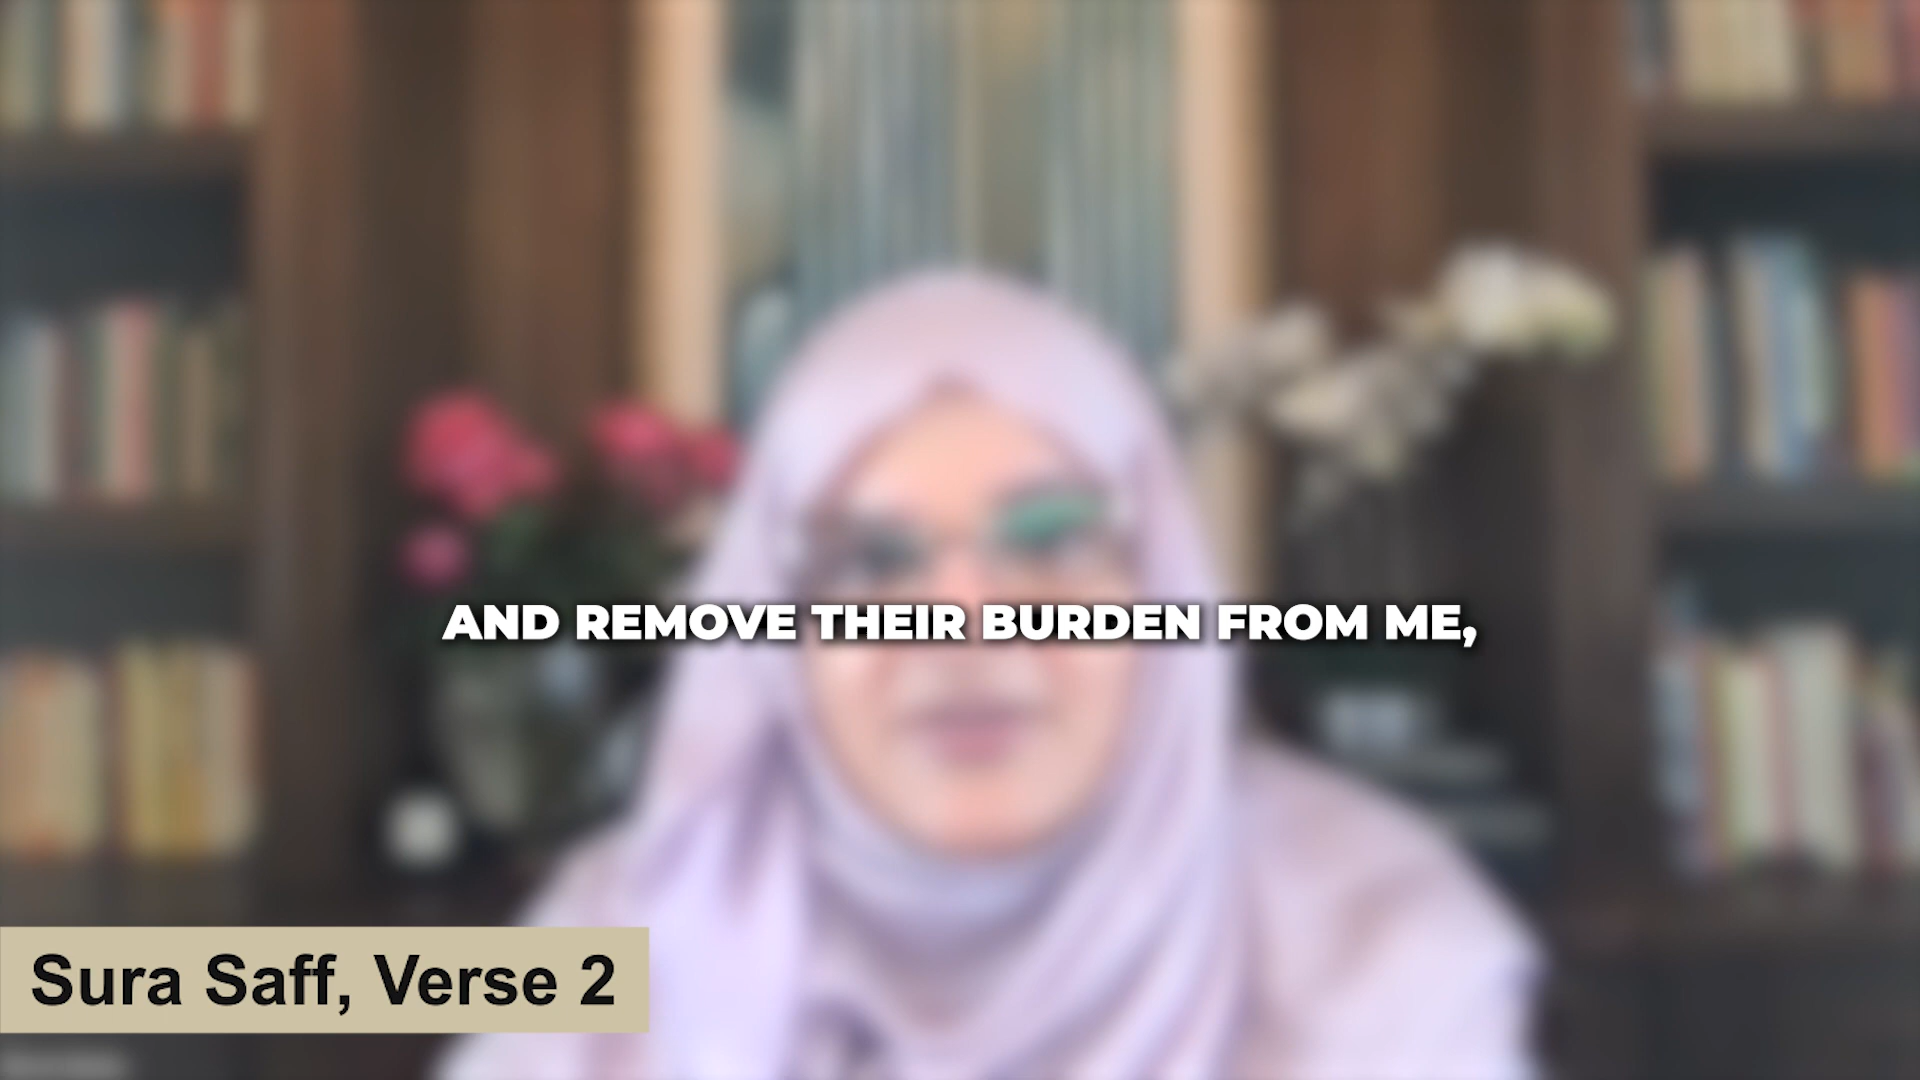 AND REMOVE THEIR BURDEN FROM ME,
Sura Saff, Verse 2